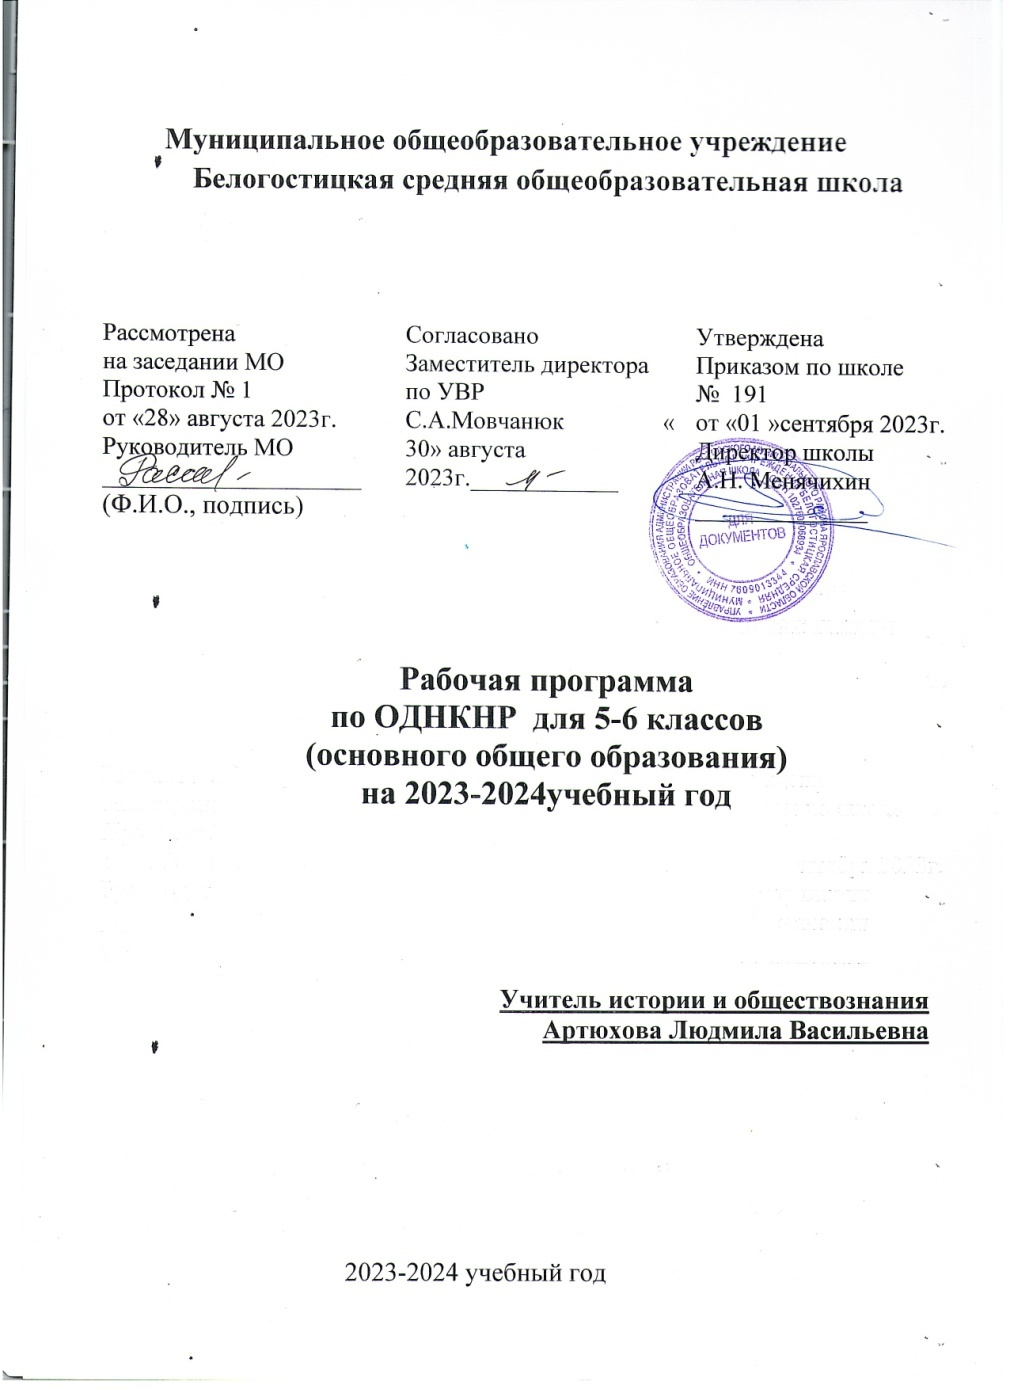 Муниципальное общеобразовательное учреждение
Белогостицкая средняя общеобразовательная школа
Рассмотрена
на заседании МО
Протокол № 1
от «28» августа 2023г.
Руководитель МО
(Ф.И.О., подпись)
Согласовано
Заместитель директора
по УВР
С.А.Мовчанюк «
30» августа
2023г.
Утверждена
Приказом по школе
№ 191
от «01 »сентября 2023г.
Директор школы
А.Н. Менячихин
ДЛЯ
ДОКУМЕНТОВ
ИНН 7609013344
Рабочая программа
по ОДНКНР для 5-6 классов
(основного общего образования)
на 2023-2024учебный год
Учитель истории и обществознания
Артюхова Людмила Васильевна
2023-2024 учебный год